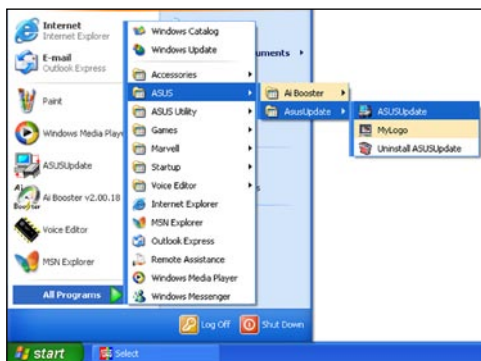 Internet
Internet Explorer
E-mail
Outlook Express
Paint
Windows Media Play
ASUSUpdate
Ai Booster v2.00.18
Voice Editor
MSN Explorer
All Programs
uments
Windows Catalog
Windows Update
Accessories
ASUS
ASUS Utility
Games
Marvell
Startup
Voice Editor
Internet Explorer
MSN Explorer
Outlook Express
Remote Assistance
Windows Media Player
Windows Messenger
Ai Booster
AsusUpdate
ASUSUpdate
MyLogo
Uninstall ASUSUpdate
s
Log Off Shut Down
start Select